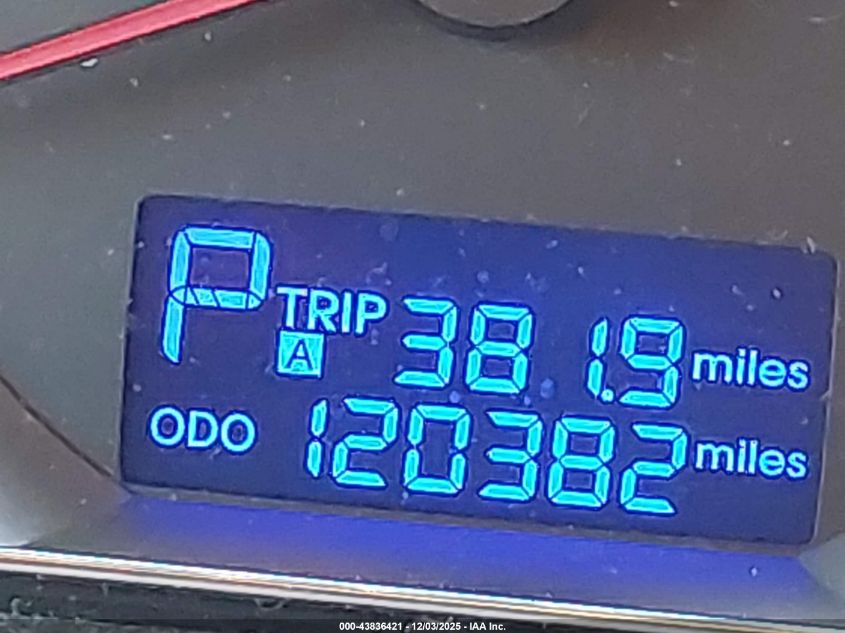 P TRIP A 381.9 miles
ODO 120382 miles
000-43836421 - 12/03/2025 - IAA Inc.